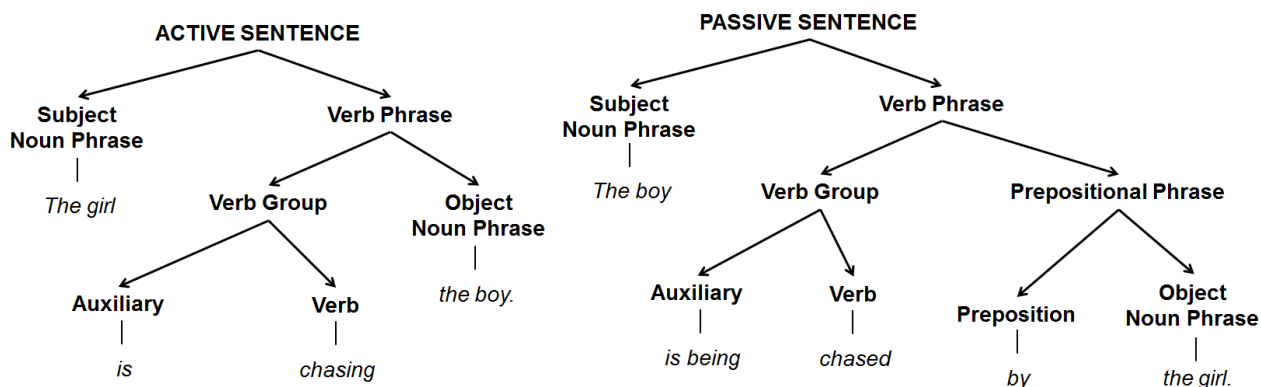 ACTIVE SENTENCE
Subject
Noun Phrase
The girl
Verb Phrase
Verb Group
Auxiliary
is
Verb
chasing
Object
Noun Phrase
the boy.
PASSIVE SENTENCE
Subject
Noun Phrase
The boy
Verb Phrase
Verb Group
Auxiliary
is being
Verb
chased
Prepositional Phrase
Preposition
by
Object
Noun Phrase
the girl.